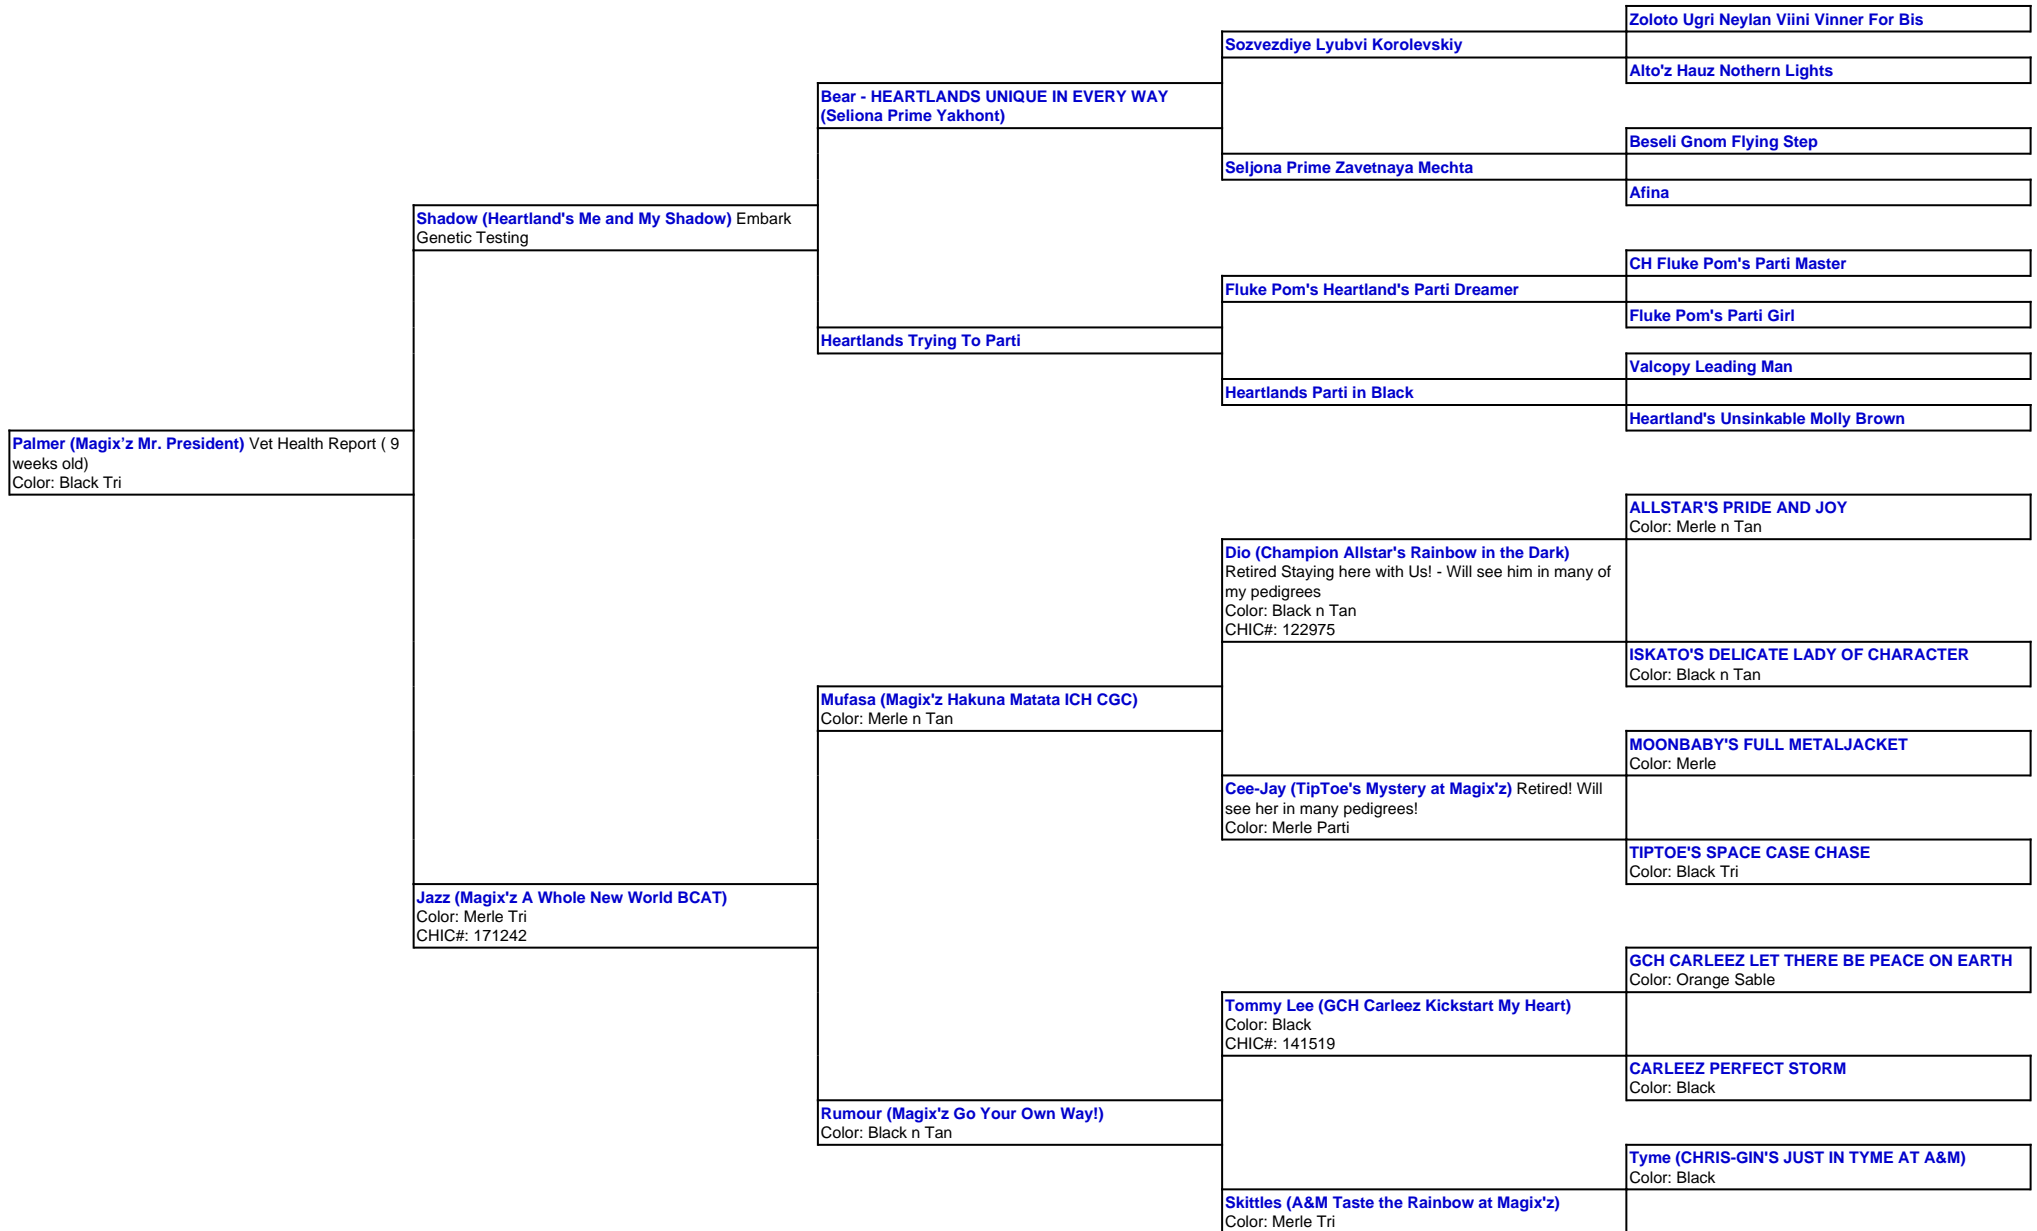 Zoloto Ugri Neylan Viini Vinner For Bis
Sozvezdiye Lyubvi Korolevskiy
Alto'z Hauz Nothern Lights
Bear - HEARTLANDS UNIQUE IN EVERY WAY
(Seliona Prime Yakhont)
Beseli Gnom Flying Step
Seljona Prime Zavetnaya Mechta
Afina
Shadow (Heartland's Me and My Shadow) Embark
Genetic Testing
CH Fluke Pom's Parti Master
Fluke Pom's Heartland's Parti Dreamer
Fluke Pom's Parti Girl
Heartlands Trying To Parti
Valcopy Leading Man
Heartlands Parti in Black
Heartland's Unsinkable Molly Brown
Palmer (Magix’z Mr. President) Vet Health Report ( 9
weeks old)
Color: Black Tri
ALLSTAR'S PRIDE AND JOY
Color: Merle n Tan
Dio (Champion Allstar's Rainbow in the Dark)
Retired Staying here with Us! - Will see him in many of
my pedigrees
Color: Black n Tan
CHIC#: 122975
ISKATO'S DELICATE LADY OF CHARACTER
Color: Black n Tan
Mufasa (Magix'z Hakuna Matata ICH CGC)
Color: Merle n Tan
MOONBABY'S FULL METALJACKET
Color: Merle
Cee-Jay (TipToe's Mystery at Magix'z) Retired! Will
see her in many pedigrees!
Color: Merle Parti
TIPTOE'S SPACE CASE CHASE
Color: Black Tri
Jazz (Magix'z A Whole New World BCAT)
Color: Merle Tri
CHIC#: 171242
GCH CARLEEZ LET THERE BE PEACE ON EARTH
Color: Orange Sable
Tommy Lee (GCH Carleez Kickstart My Heart)
Color: Black
CHIC#: 141519
CARLEEZ PERFECT STORM
Color: Black
Rumour (Magix'z Go Your Own Way!)
Color: Black n Tan
Tyme (CHRIS-GIN'S JUST IN TYME AT A&M)
Color: Black
Skittles (A&M Taste the Rainbow at Magix'z)
Color: Merle Tri